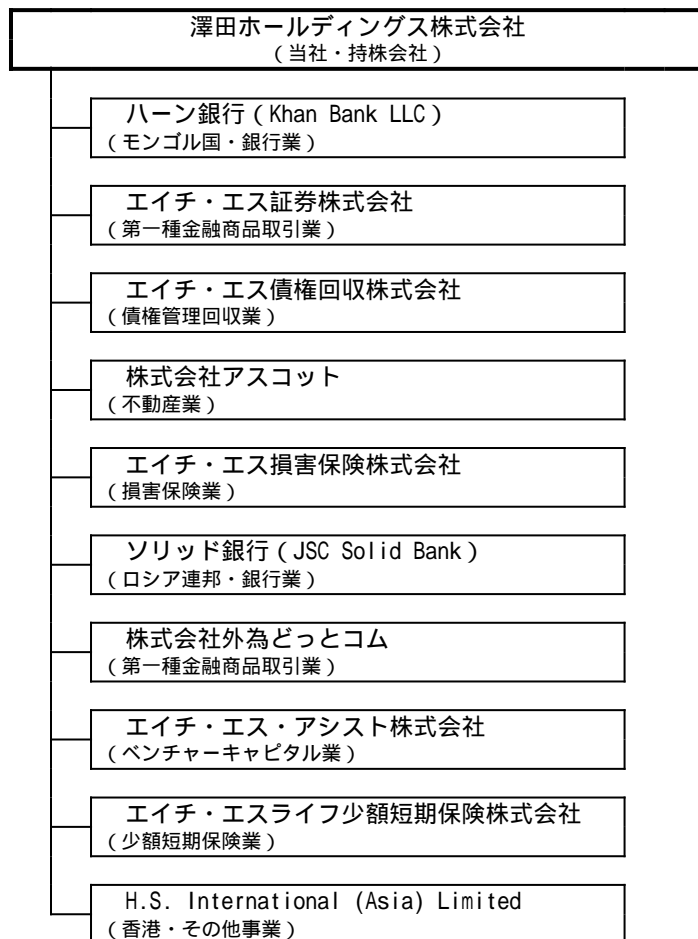 澤田ホールディングス株式会社
(当社・持株会社)
ハーン銀行(Khan Bank LLC)
(モンゴル国・銀行業)
エイチ・エス証券株式会社
(第一種金融商品取引業)
エイチ・エス債権回収株式会社
(債権管理回収業)
株式会社アスコット
(不動産業)
エイチ・エス損害保険株式会社
(損害保険業)
ソリッド銀行(JSC Solid Bank)
(ロシア連邦・銀行業)
株式会社外為どっとコム
(第一種金融商品取引業)
エイチ・エス・アシスト株式会社
(ベンチャーキャピタル業)
エイチ・エスライフ少額短期保険株式会社
(少額短期保険業)
H.S. International (Asia) Limited
(香港・その他事業)